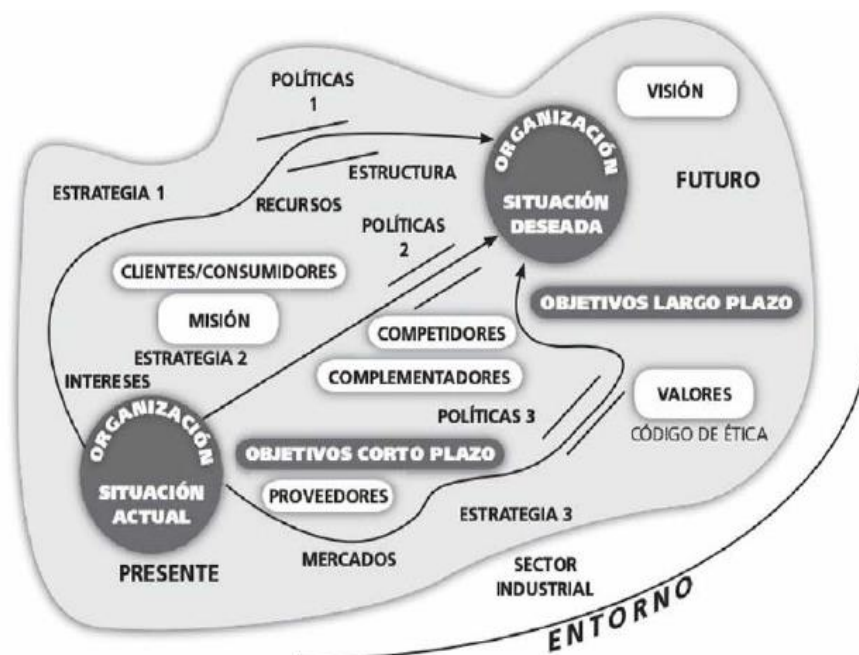 POLÍTICAS
1
VISIÓN
ORGANIZACIÓN
SITUACIÓN
DESEADA
FUTURO
ESTRATEGIA 1
ESTRUCTURA
RECURSOS
POLÍTICAS
2
CLIENTES/CONSUMIDORES
MISIÓN
OBJETIVOS LARGO PLAZO
COMPETIDORES
ESTRATEGIA 2
COMPLEMENTADORES
INTERESES
VALORES
CÓDIGO DE ÉTICA
POLÍTICAS 3
ORGANIZACIÓN
SITUACIÓN
ACTUAL
OBJETIVOS CORTO PLAZO
PROVEEDORES
ESTRATEGIA 3
MERCADOS
PRESENTE
SECTOR
INDUSTRIAL
ENTORNO